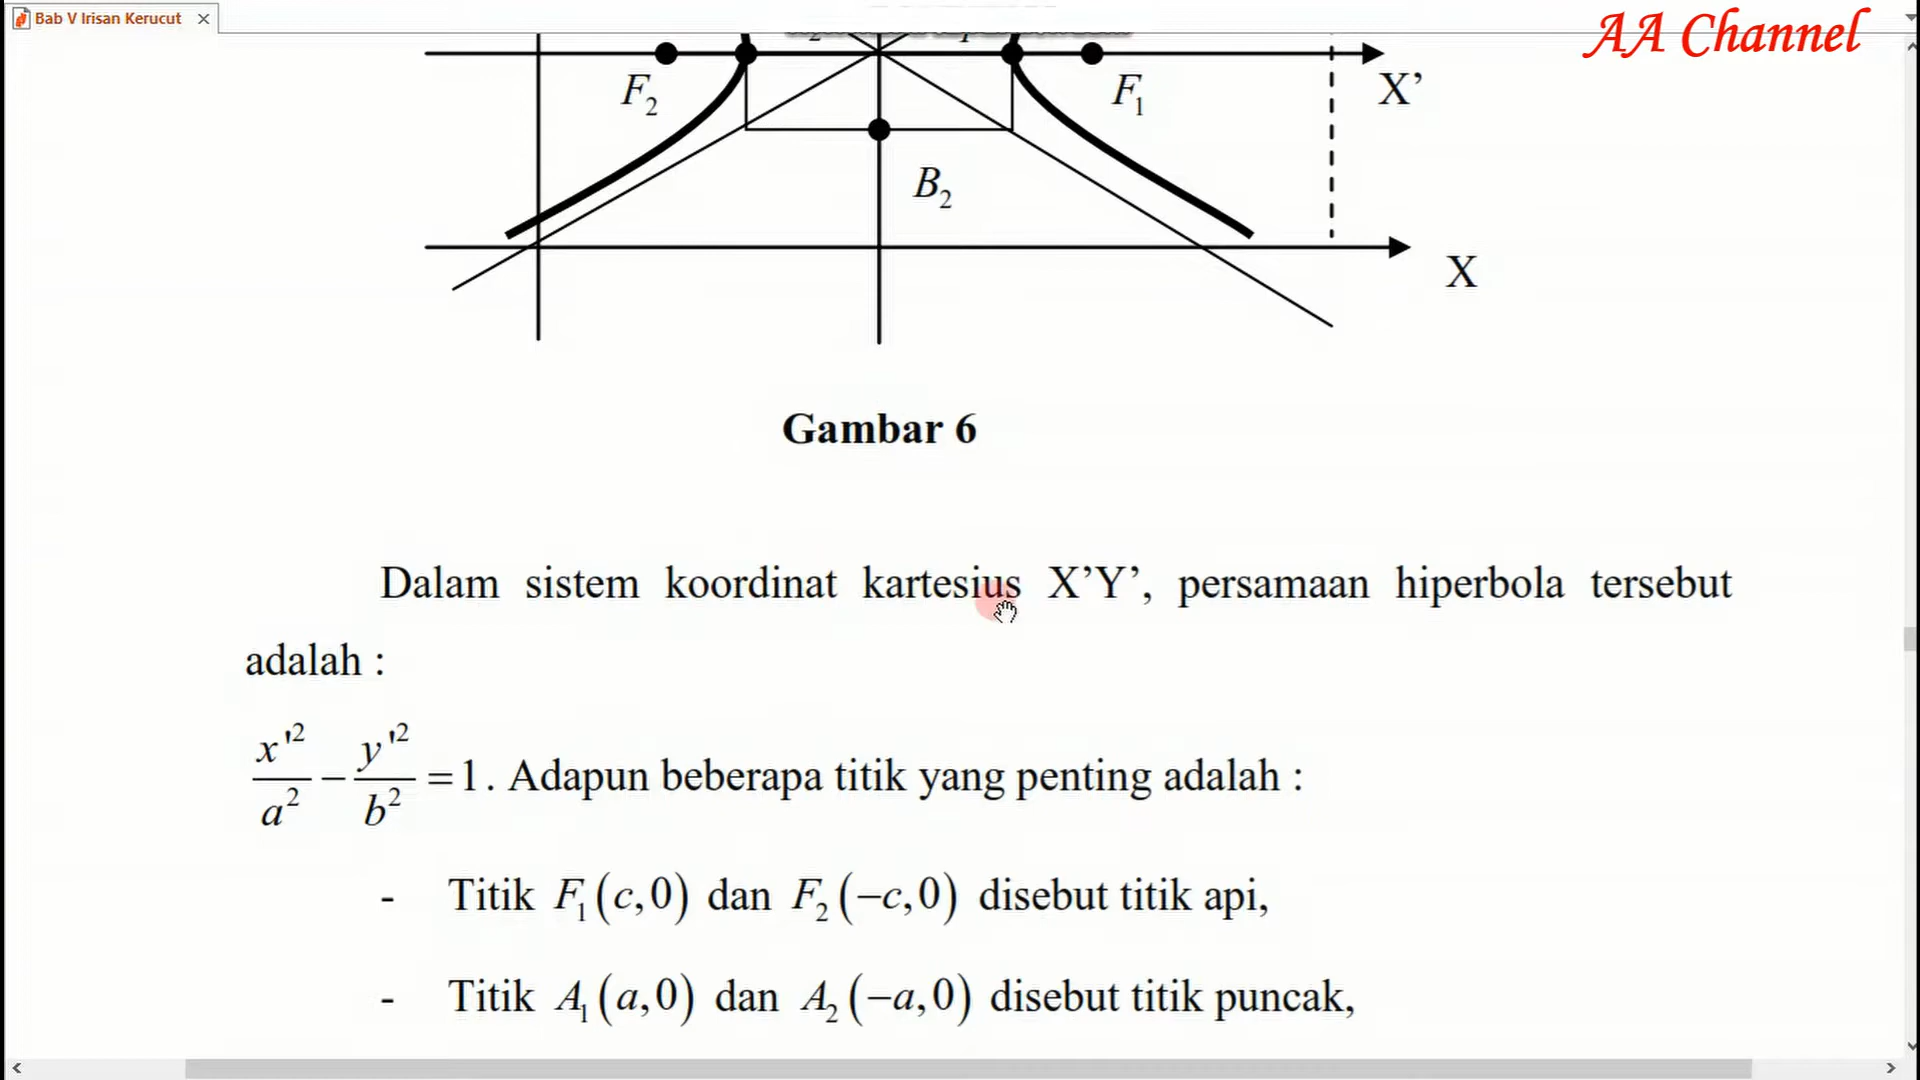 Bab V Irisan Kerucut
AA Channel
F₂ F₁ X’
B₂
X
Gambar 6
Dalam sistem koordinat kartesius X’Y’, persamaan hiperbola tersebut
adalah :
x'²/a² − y'²/b² = 1. Adapun beberapa titik yang penting adalah :
- Titik F₁(c,0) dan F₂(−c,0) disebut titik api,
- Titik A₁(a,0) dan A₂(−a,0) disebut titik puncak,